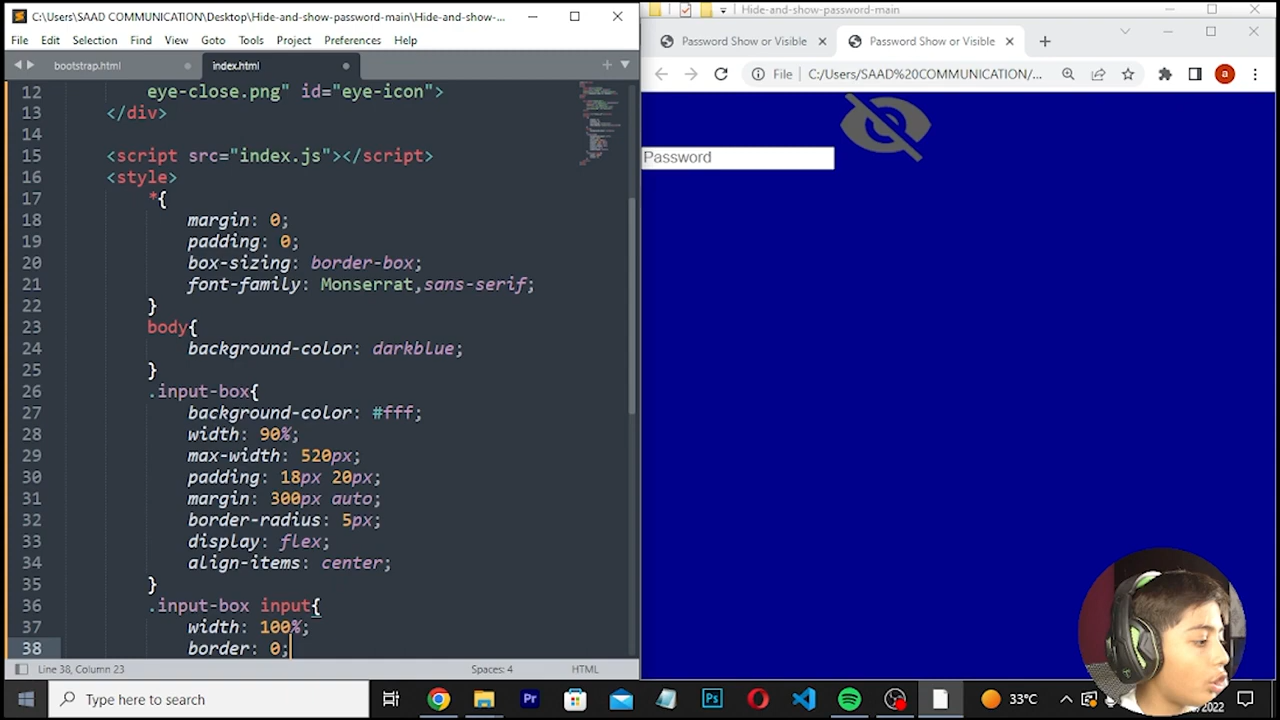 C:\Users\SAAD COMMUNICATION\Desktop\Hide-and-show-password-main\Hide-and-show-...
Hide-and-show-password-main
File Edit Selection Find View Goto Tools Project Preferences Help
Password Show or Visible
Password Show or Visible
bootstrap.html
index.html
File C:/Users/SAAD%20COMMUNICATION/...
a
12 eye-close.png" id="eye-icon">
13 </div>
14
15 <script src="index.js"></script>
16 <style>
17 *{
18 margin: 0;
19 padding: 0;
20 box-sizing: border-box;
21 font-family: Monserrat,sans-serif;
22 }
23 body{
24 background-color: darkblue;
25 }
26 .input-box{
27 background-color: #fff;
28 width: 90%;
29 max-width: 520px;
30 padding: 18px 20px;
31 margin: 300px auto;
32 border-radius: 5px;
33 display: flex;
34 align-items: center;
35 }
36 .input-box input{
37 width: 100%;
38 border: 0;
Password
Line 38, Column 23
Spaces: 4
HTML
Type here to search
Pr
Ps
33°C
2022